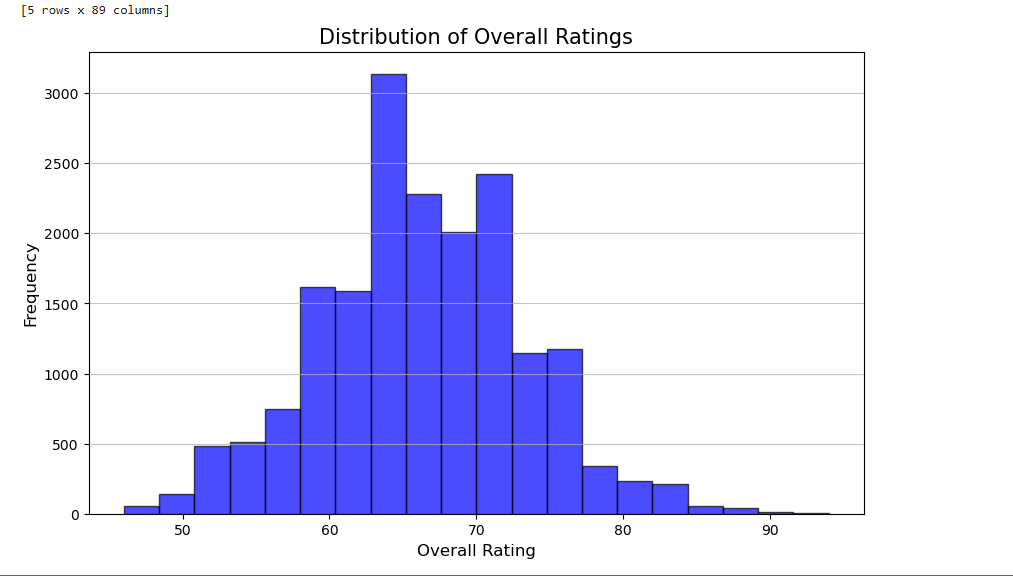 [5 rows x 89 columns]
Distribution of Overall Ratings
3000
2500
2000
1500
1000
500
0
Frequency
50 60 70 80 90
Overall Rating